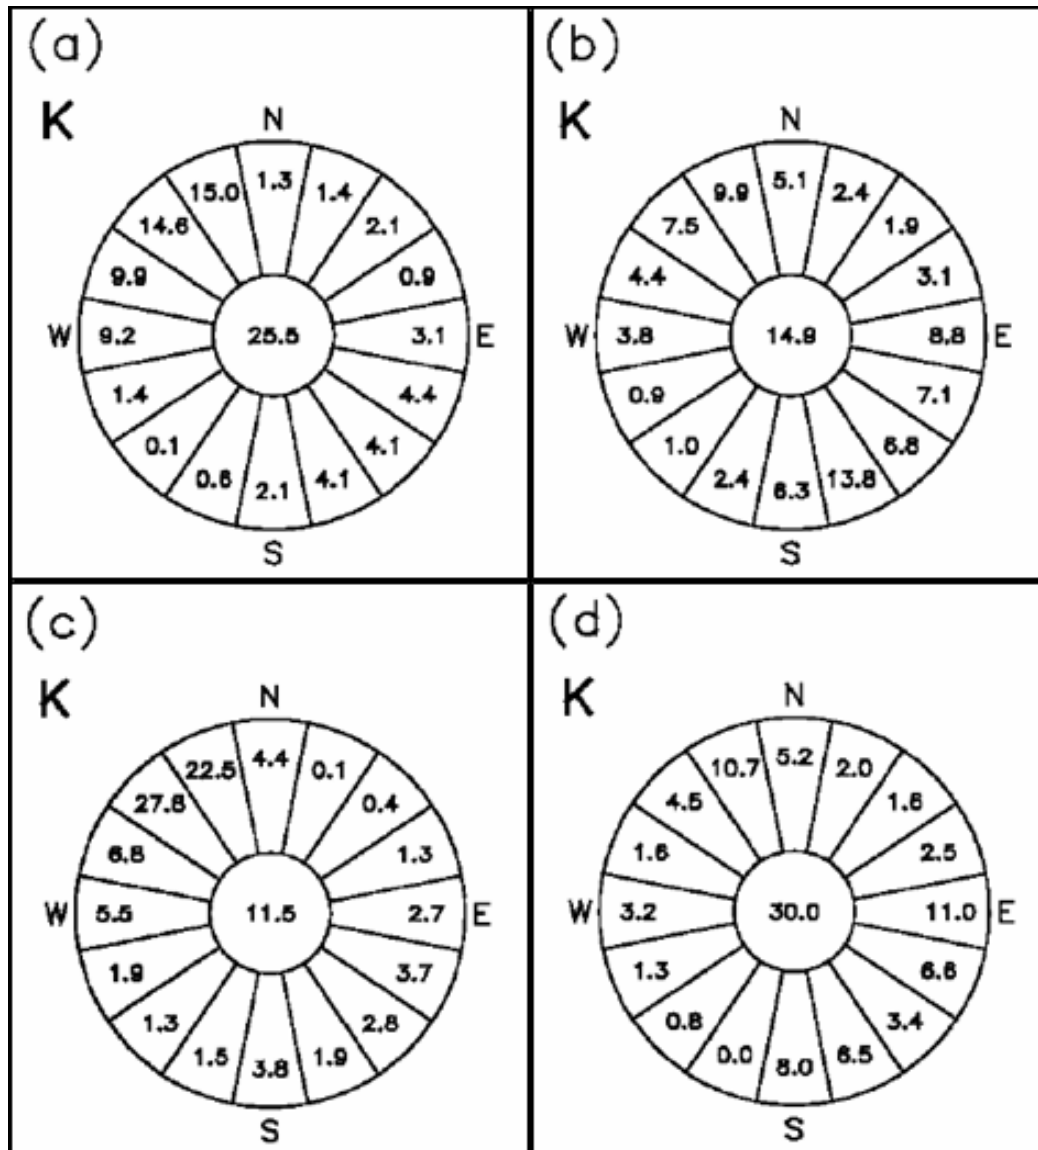 (a)
K
N
15.0 1.3 1.4
14.6 2.1
9.9 0.9
W 9.2 25.5 3.1 E
1.4 4.4
0.1 4.1
0.6 2.1 4.1
S
(b)
K
N
9.9 5.1 2.4
7.5 1.9
4.4 3.1
W 3.8 14.9 8.8 E
0.9 7.1
1.0 6.8
2.4 6.3 13.8
S
(c)
K
N
22.5 4.4 0.1
27.8 0.4
6.8 1.3
W 5.5 11.5 2.7 E
1.9 3.7
1.3 2.8
1.5 3.8 1.9
S
(d)
K
N
10.7 5.2 2.0
4.5 1.6
1.6 2.5
W 3.2 30.0 11.0 E
1.3 6.6
0.8 3.4
0.0 8.0 6.5
S